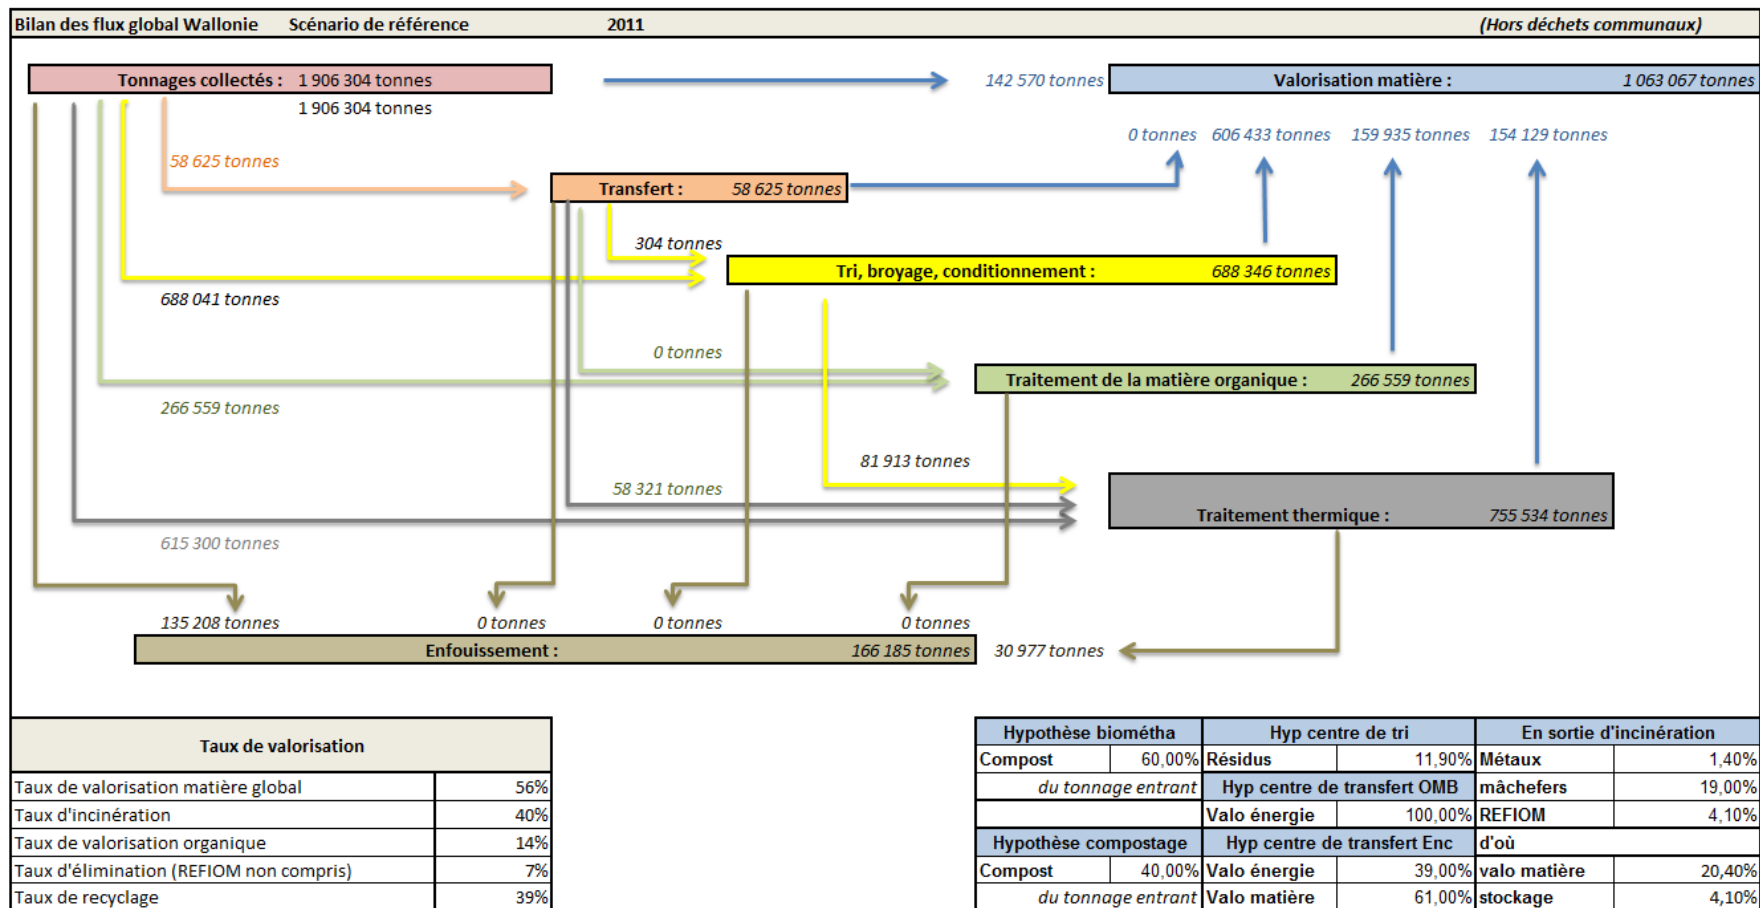 Bilan des flux global Wallonie Scénario de référence 2011 (Hors déchets communaux)
Tonnages collectés : 1 906 304 tonnes
142 570 tonnes
Valorisation matière : 1 063 067 tonnes
1 906 304 tonnes
0 tonnes 606 433 tonnes 159 935 tonnes 154 129 tonnes
58 625 tonnes
Transfert : 58 625 tonnes
304 tonnes
Tri, broyage, conditionnement : 688 346 tonnes
688 041 tonnes
0 tonnes
Traitement de la matière organique : 266 559 tonnes
266 559 tonnes
81 913 tonnes
58 321 tonnes
Traitement thermique : 755 534 tonnes
615 300 tonnes
135 208 tonnes 0 tonnes 0 tonnes 0 tonnes
Enfouissement : 166 185 tonnes 30 977 tonnes
Taux de valorisation
Taux de valorisation matière global 56%
Taux d'incinération 40%
Taux de valorisation organique 14%
Taux d'élimination (REFIOM non compris) 7%
Taux de recyclage 39%
Hypothèse biométha Hyp centre de tri En sortie d'incinération
Compost 60,00% Résidus 11,90% Métaux 1,40%
du tonnage entrant Hyp centre de transfert OMB mâchefers 19,00%
Valo énergie 100,00% REFIOM 4,10%
Hypothèse compostage Hyp centre de transfert Enc d'où
Compost 40,00% Valo énergie 39,00% valo matière 20,40%
du tonnage entrant Valo matière 61,00% stockage 4,10%